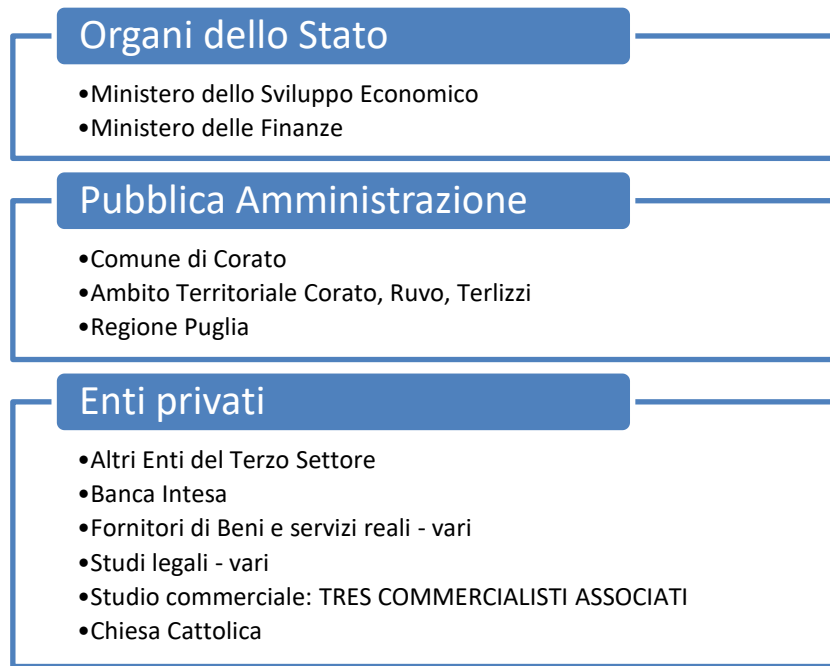 Organi dello Stato
•Ministero dello Sviluppo Economico
•Ministero delle Finanze
Pubblica Amministrazione
•Comune di Corato
•Ambito Territoriale Corato, Ruvo, Terlizzi
•Regione Puglia
Enti privati
•Altri Enti del Terzo Settore
•Banca Intesa
•Fornitori di Beni e servizi reali - vari
•Studi legali - vari
•Studio commerciale: TRES COMMERCIALISTI ASSOCIATI
•Chiesa Cattolica